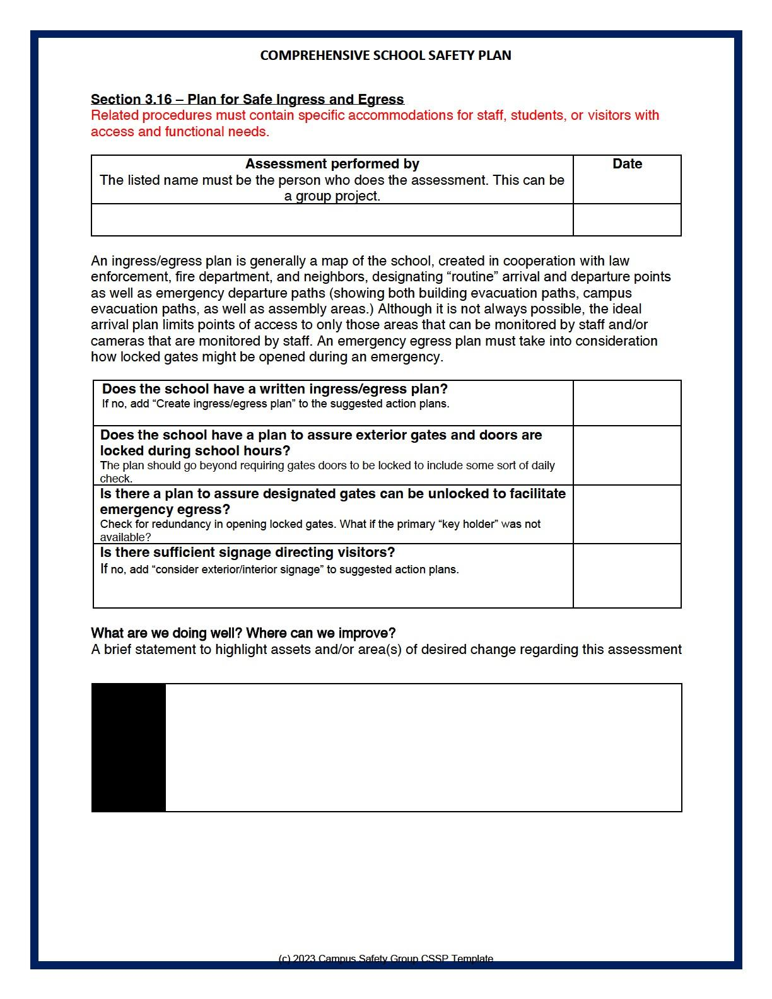 COMPREHENSIVE SCHOOL SAFETY PLAN
Section 3.16 – Plan for Safe Ingress and Egress
Related procedures must contain specific accommodations for staff, students, or visitors with
access and functional needs.
Assessment performed by
The listed name must be the person who does the assessment. This can be
a group project.
Date
An ingress/egress plan is generally a map of the school, created in cooperation with law
enforcement, fire department, and neighbors, designating “routine” arrival and departure points
as well as emergency departure paths (showing both building evacuation paths, campus
evacuation paths, as well as assembly areas.) Although it is not always possible, the ideal
arrival plan limits points of access to only those areas that can be monitored by staff and/or
cameras that are monitored by staff. An emergency egress plan must take into consideration
how locked gates might be opened during an emergency.
Does the school have a written ingress/egress plan?
If no, add “Create ingress/egress plan” to the suggested action plans.
Does the school have a plan to assure exterior gates and doors are
locked during school hours?
The plan should go beyond requiring gates doors to be locked to include some sort of daily
check.
Is there a plan to assure designated gates can be unlocked to facilitate
emergency egress?
Check for redundancy in opening locked gates. What if the primary “key holder” was not
available?
Is there sufficient signage directing visitors?
If no, add “consider exterior/interior signage” to suggested action plans.
What are we doing well? Where can we improve?
A brief statement to highlight assets and/or area(s) of desired change regarding this assessment
(c) 2023 Campus Safety Group CSSP Template